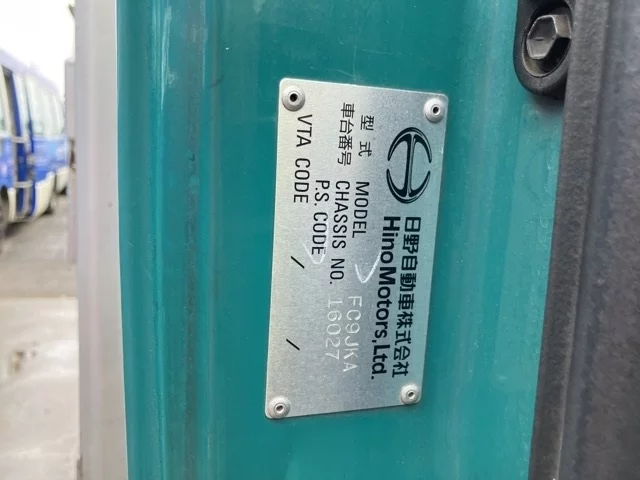 日野自動車株式会社
Hino Motors, Ltd.
型式 MODEL FC9JKA
車台番号 CHASSIS NO. 16027
P.S. CODE /
VTA CODE /